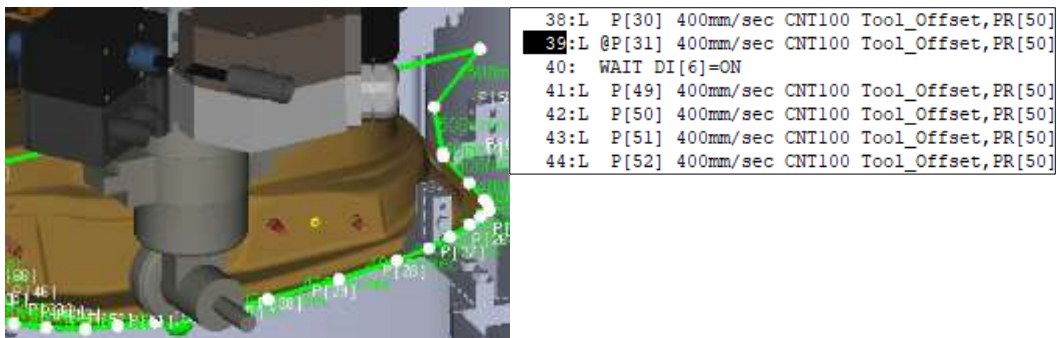 38:L P[30] 400mm/sec CNT100 Tool_Offset,PR[50]
39:L @P[31] 400mm/sec CNT100 Tool_Offset,PR[50]
40: WAIT DI[6]=ON
41:L P[49] 400mm/sec CNT100 Tool_Offset,PR[50]
42:L P[50] 400mm/sec CNT100 Tool_Offset,PR[50]
43:L P[51] 400mm/sec CNT100 Tool_Offset,PR[50]
44:L P[52] 400mm/sec CNT100 Tool_Offset,PR[50]
P[28]